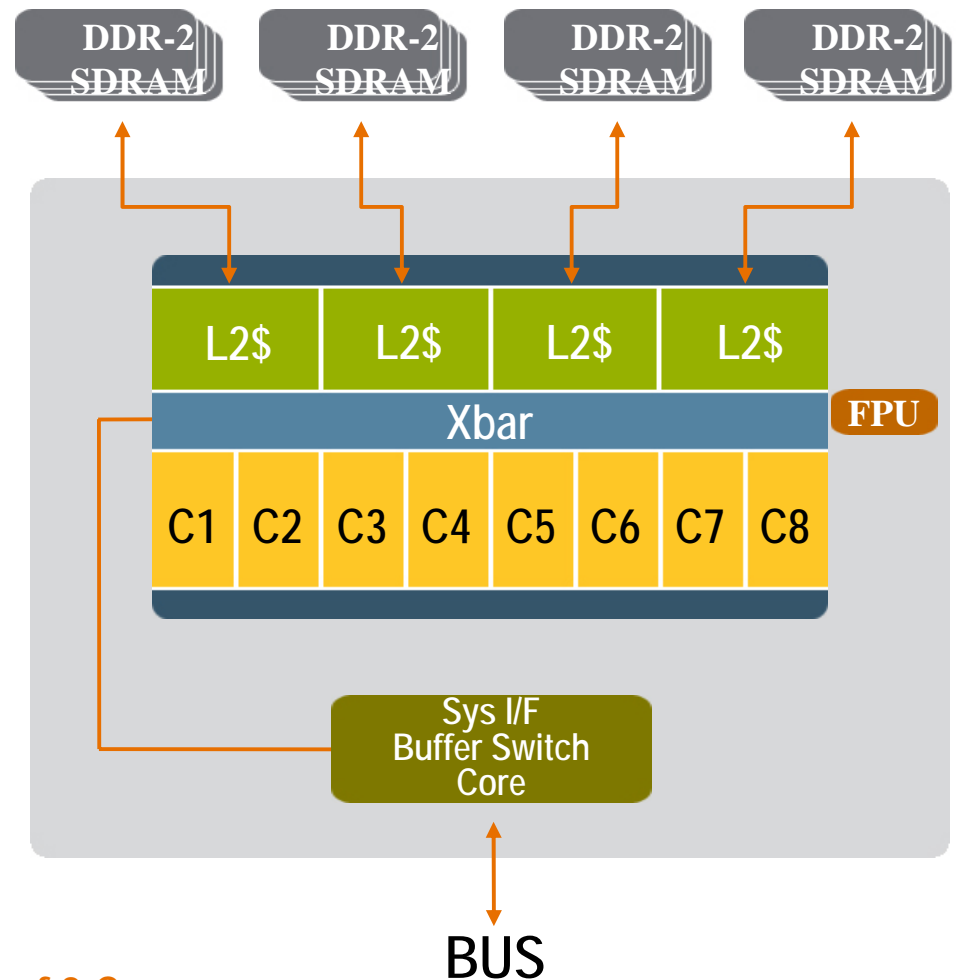 DDR-2
SDRAM
DDR-2
SDRAM
DDR-2
SDRAM
DDR-2
SDRAM
L2$ L2$ L2$ L2$
Xbar
FPU
C1 C2 C3 C4 C5 C6 C7 C8
Sys I/F
Buffer Switch
Core
BUS